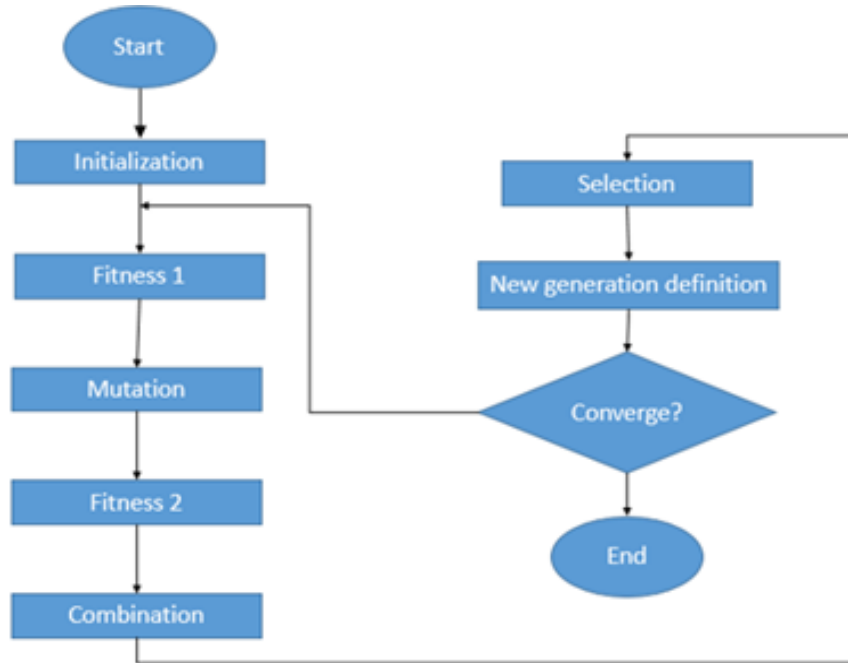 Start
Initialization
Fitness 1
Mutation
Fitness 2
Combination
Selection
New generation definition
Converge?
End